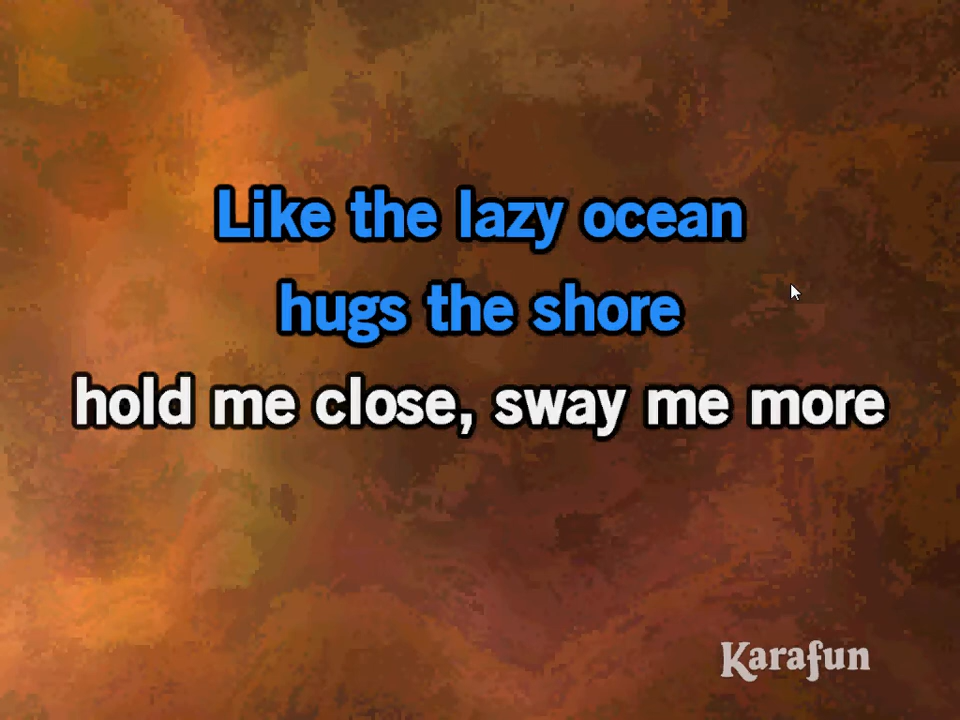 Like the lazy ocean
hugs the shore
hold me close, sway me more
Karafun